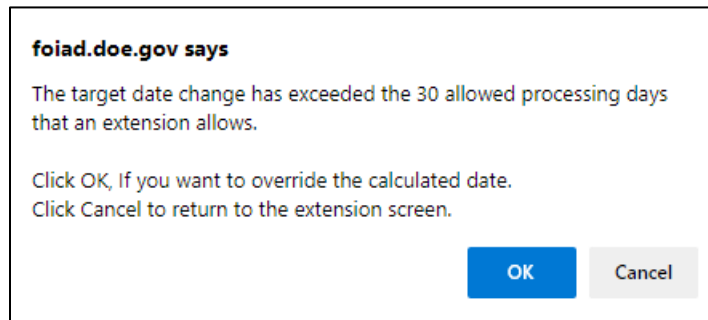 foiad.doe.gov says
The target date change has exceeded the 30 allowed processing days
that an extension allows.
Click OK, If you want to override the calculated date.
Click Cancel to return to the extension screen.
OK
Cancel